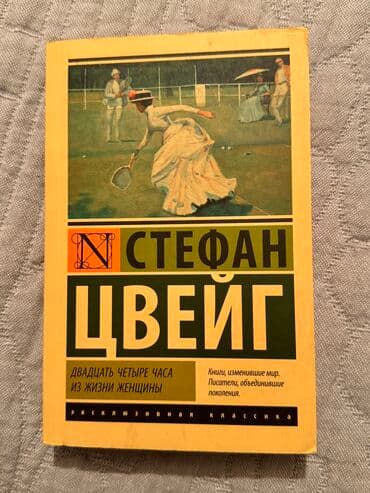 N СТЕФАН
ЦВЕЙГ
ДВАДЦАТЬ ЧЕТЫРЕ ЧАСА
ИЗ ЖИЗНИ ЖЕНЩИНЫ
Книги, изменившие мир.
Писатели, объединившие
поколения.
ЭКСКЛЮЗИВНАЯ КЛАССИКА